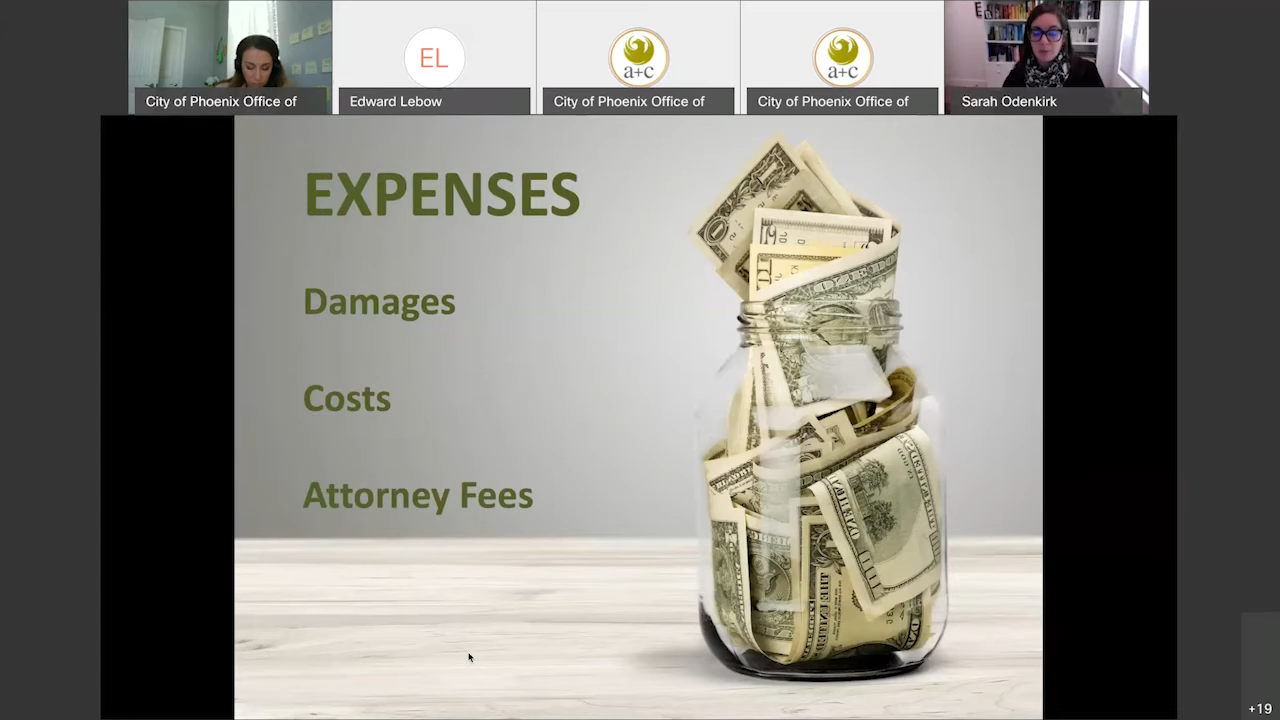 EL
a+c
a+c
City of Phoenix Office of
Edward Lebow
City of Phoenix Office of
City of Phoenix Office of
Sarah Odenkirk
EXPENSES
Damages
Costs
Attorney Fees
+19